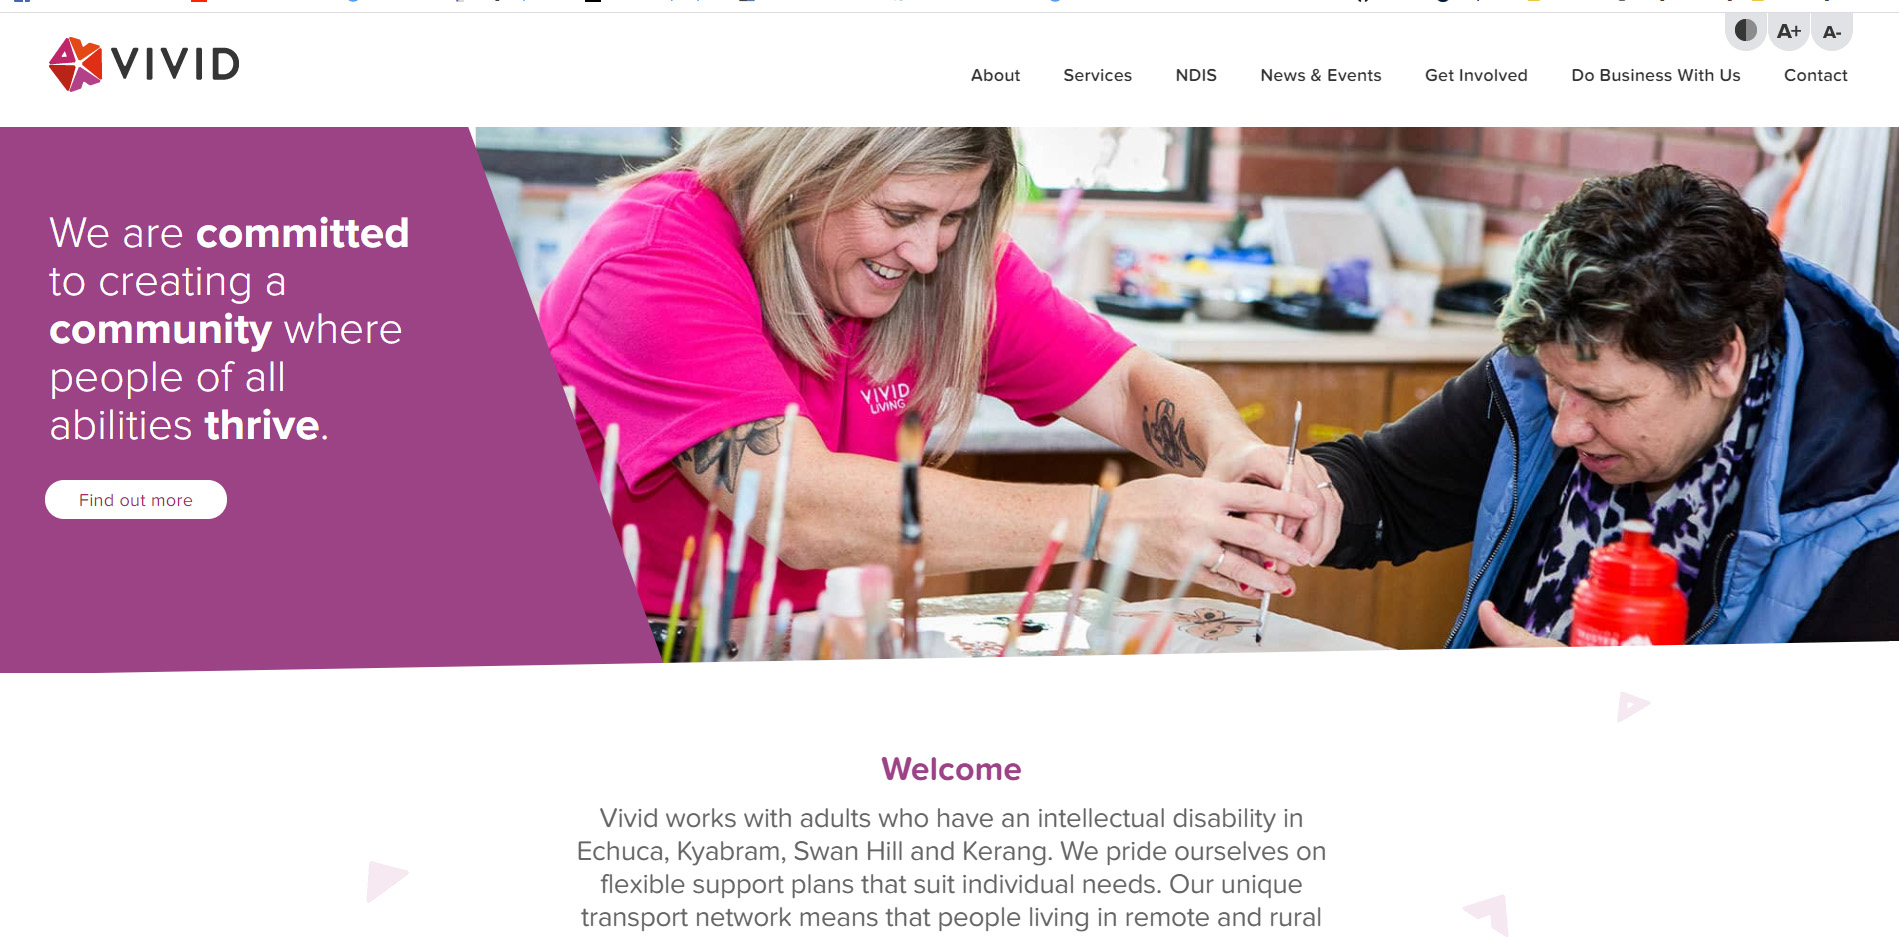 VIVID
A+
A-
About
Services
NDIS
News & Events
Get Involved
Do Business With Us
Contact
We are committed
to creating a
community where
people of all
abilities thrive.
Find out more
VIVID
LIVING
Welcome
Vivid works with adults who have an intellectual disability in
Echuca, Kyabram, Swan Hill and Kerang. We pride ourselves on
flexible support plans that suit individual needs. Our unique
transport network means that people living in remote and rural